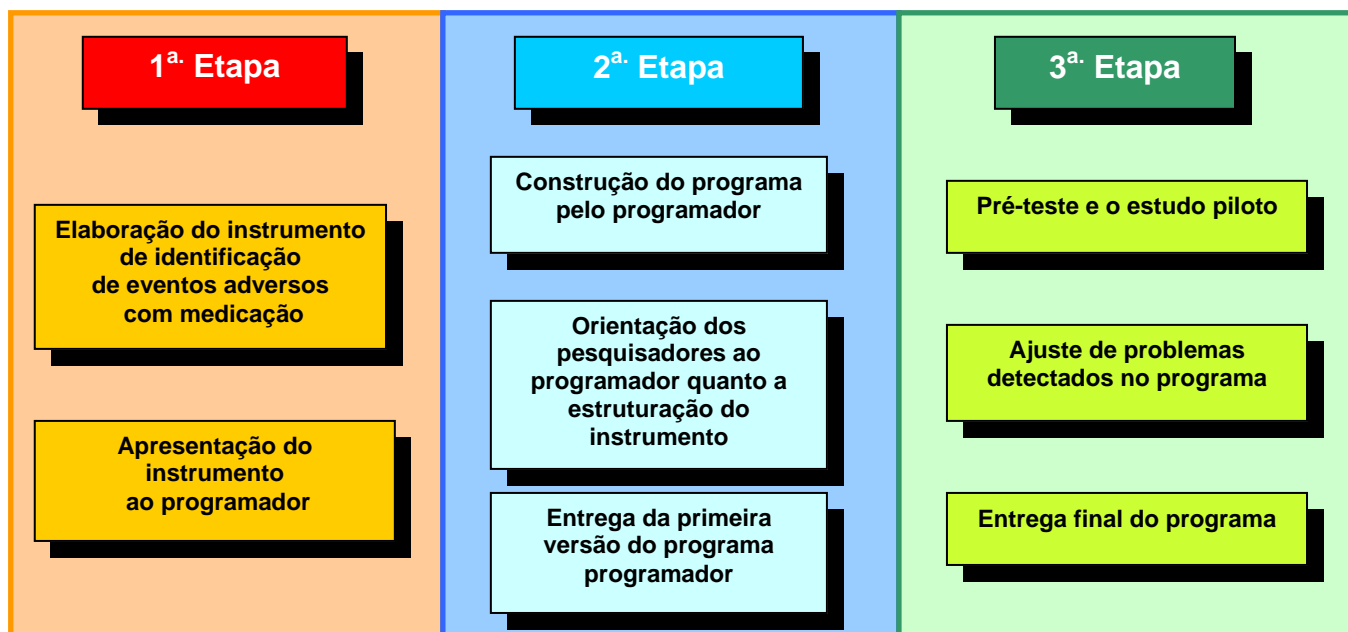 1ª. Etapa
Elaboração do instrumento
de identificação
de eventos adversos
com medicação
Apresentação do
instrumento
ao programador
2ª. Etapa
Construção do programa
pelo programador
Orientação dos
pesquisadores ao
programador quanto a
estruturação do
instrumento
Entrega da primeira
versão do programa
programador
3ª. Etapa
Pré-teste e o estudo piloto
Ajuste de problemas
detectados no programa
Entrega final do programa